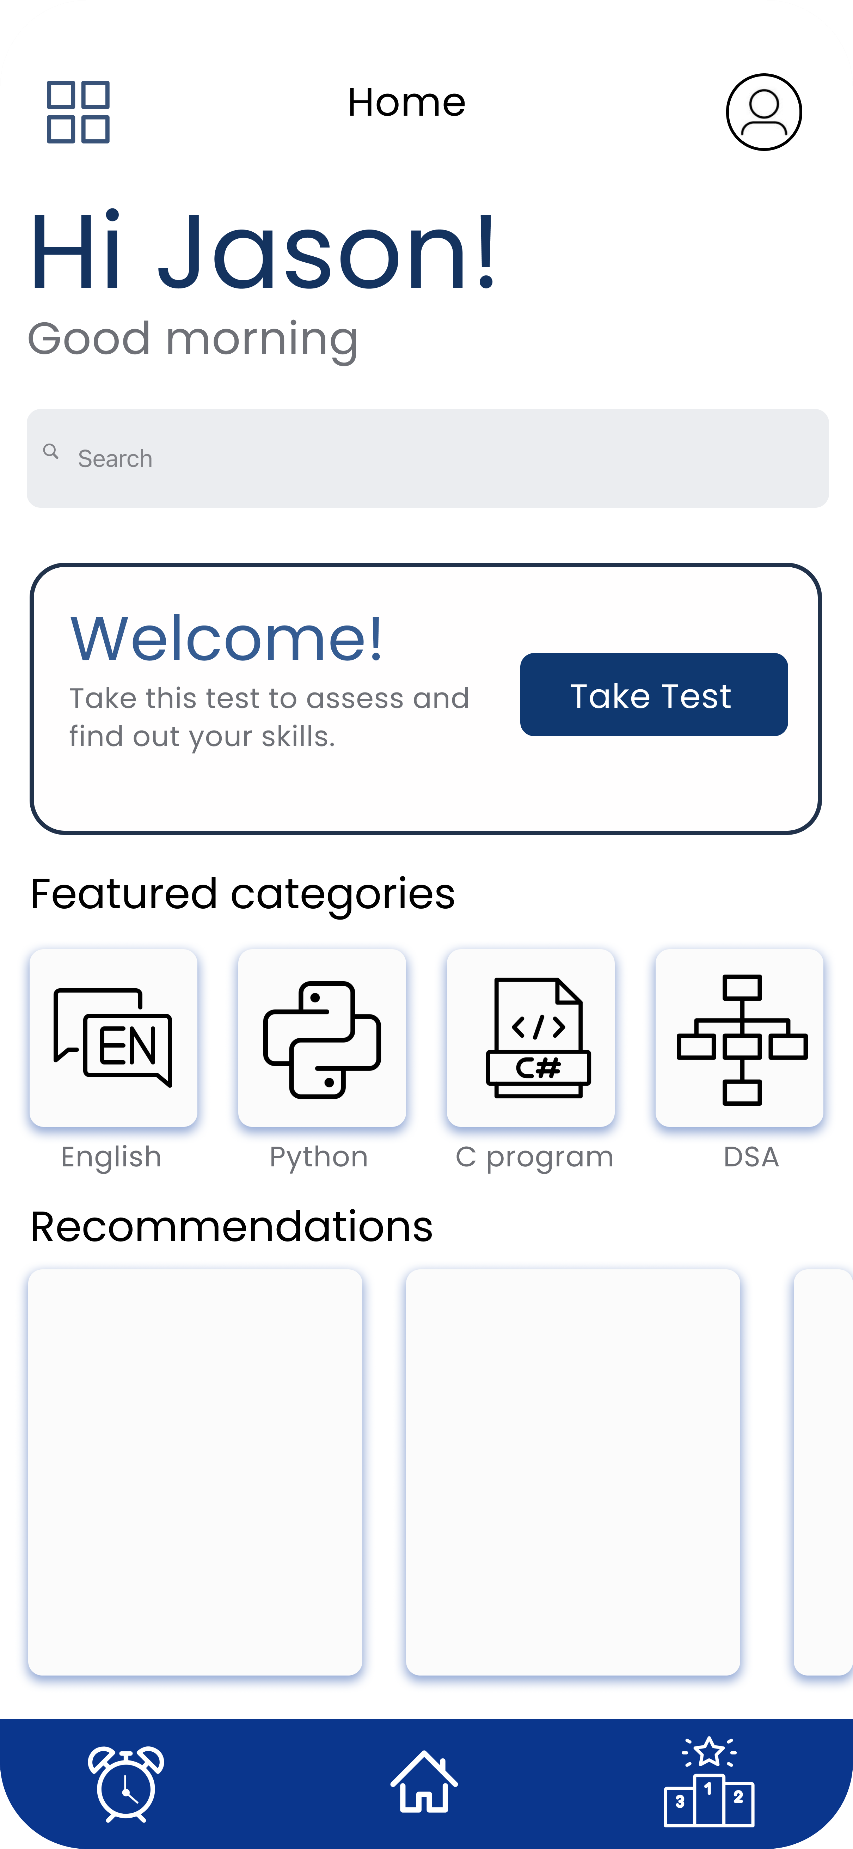 Home
Hi Jason!
Good morning
Search
Welcome!
Take this test to assess and
find out your skills.
Take Test
Featured categories
EN
</>
C#
English
Python
C program
DSA
Recommendations
3
1
2